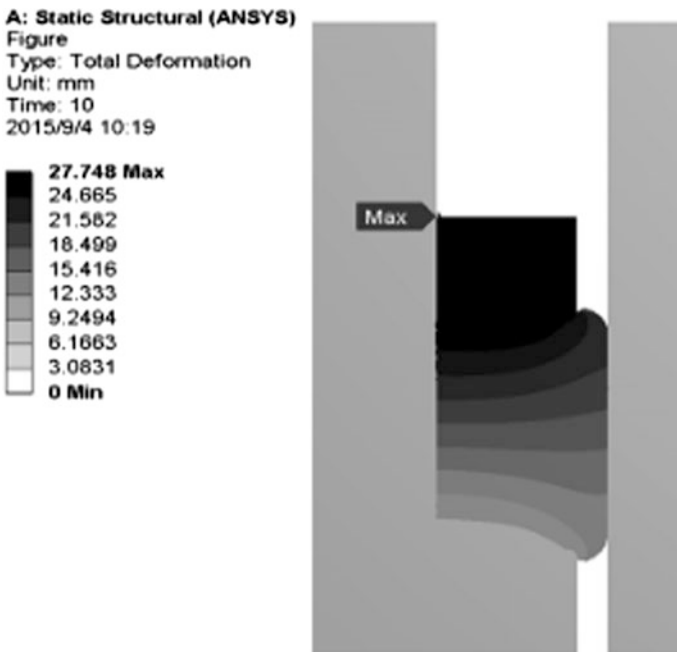 A: Static Structural (ANSYS)
Figure
Type: Total Deformation
Unit: mm
Time: 10
2015/9/4 10:19
27.748 Max
24.665
21.582
18.499
15.416
12.333
9.2494
6.1663
3.0831
0 Min
Max